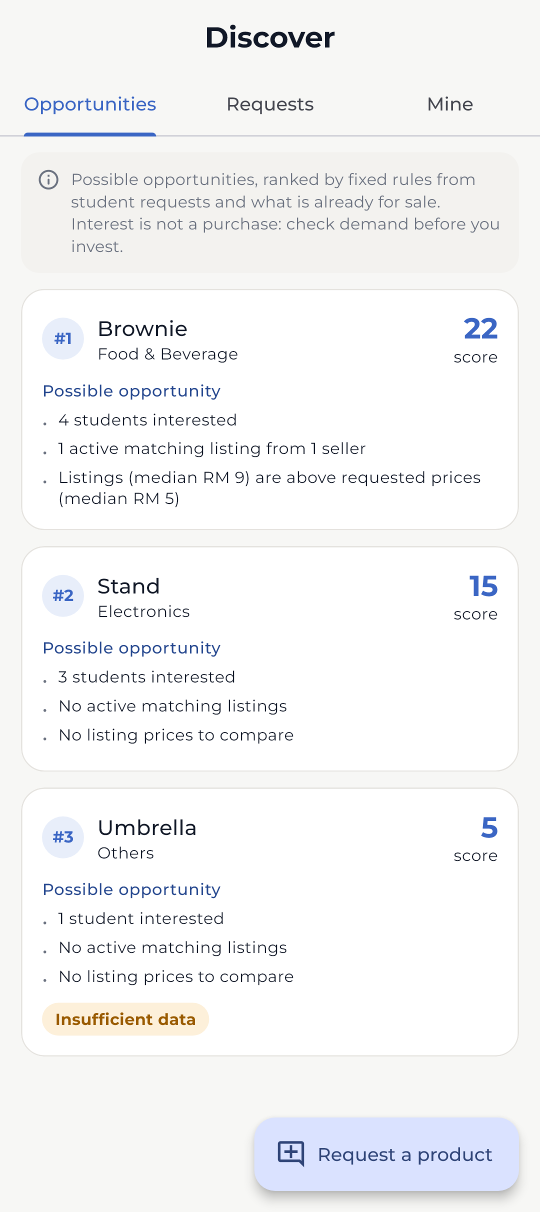 Discover
Opportunities
Requests
Mine
Possible opportunities, ranked by fixed rules from
student requests and what is already for sale.
Interest is not a purchase: check demand before you
invest.
#1
Brownie
Food & Beverage
22
score
Possible opportunity
• 4 students interested
• 1 active matching listing from 1 seller
• Listings (median RM 9) are above requested prices
(median RM 5)
#2
Stand
Electronics
15
score
Possible opportunity
• 3 students interested
• No active matching listings
• No listing prices to compare
#3
Umbrella
Others
5
score
Possible opportunity
• 1 student interested
• No active matching listings
• No listing prices to compare
Insufficient data
Request a product